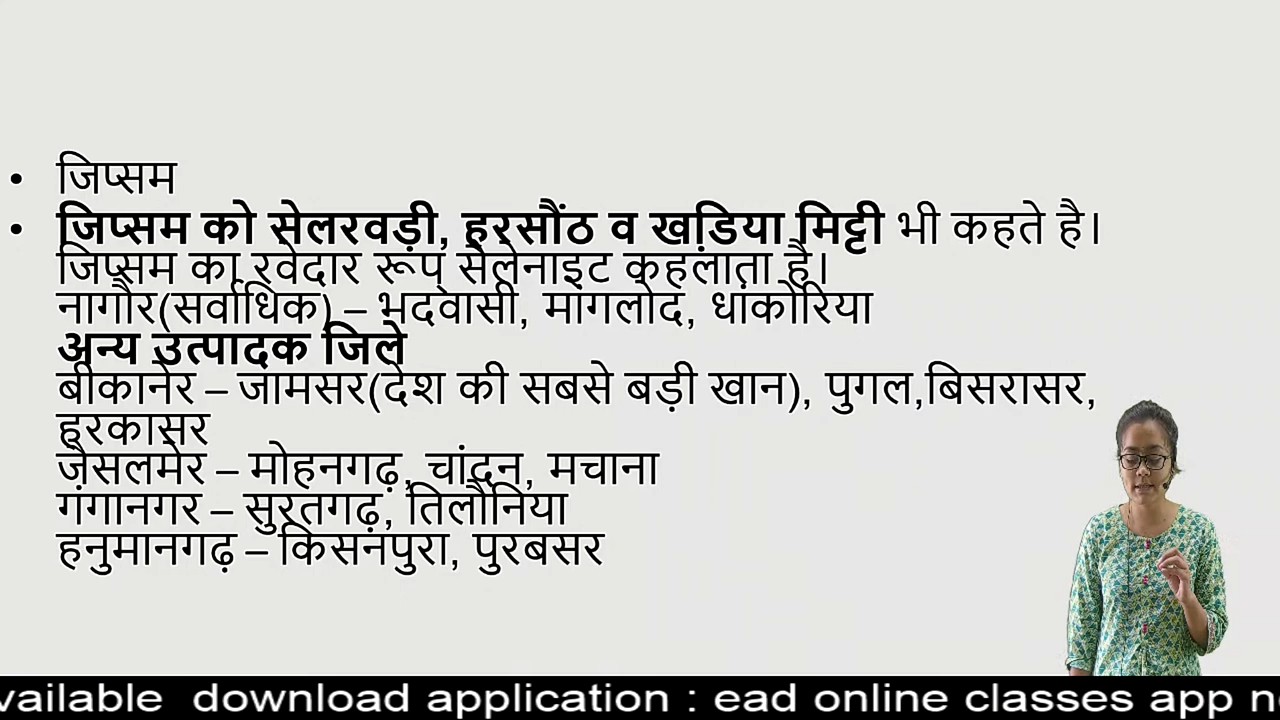 • जिप्सम
• जिप्सम को सेलरवड़ी, हरसौंठ व खडि़या मिट्टी भी कहते है।
जिप्सम का रवेदार रूप् सेलेनाइट कहलाता है।
नागौर(सर्वाधिक) – भदवासी, मांगलोद, धांकोरिया
अन्य उत्पादक जिले
बीकानेर – जामसर(देश की सबसे बड़ी खान), पुगल,बिसरासर,
हरकासर
जैसलमेर – मोहनगढ़, चांदन, मचाना
गंगानगर – सुरतगढ़, तिलौनिया
हनुमानगढ़ – किसनपुरा, पुरबसर
vailable download application : ead online classes app n